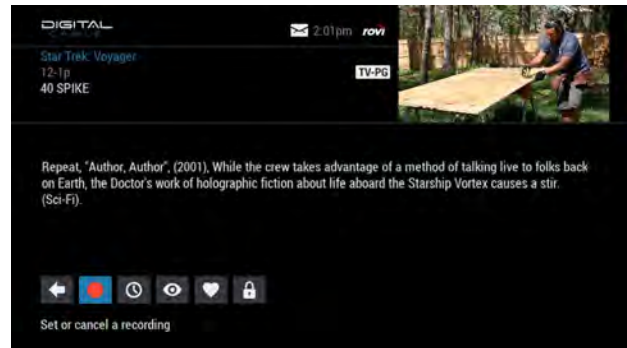 DIGITAL
CABLE
2:01pm rovi
Star Trek: Voyager
12-1p
TV-PG
40 SPIKE
Repeat, "Author, Author", (2001), While the crew takes advantage of a method of talking live to folks back
on Earth, the Doctor's work of holographic fiction about life aboard the Starship Vortex causes a stir.
(Sci-Fi).
Set or cancel a recording